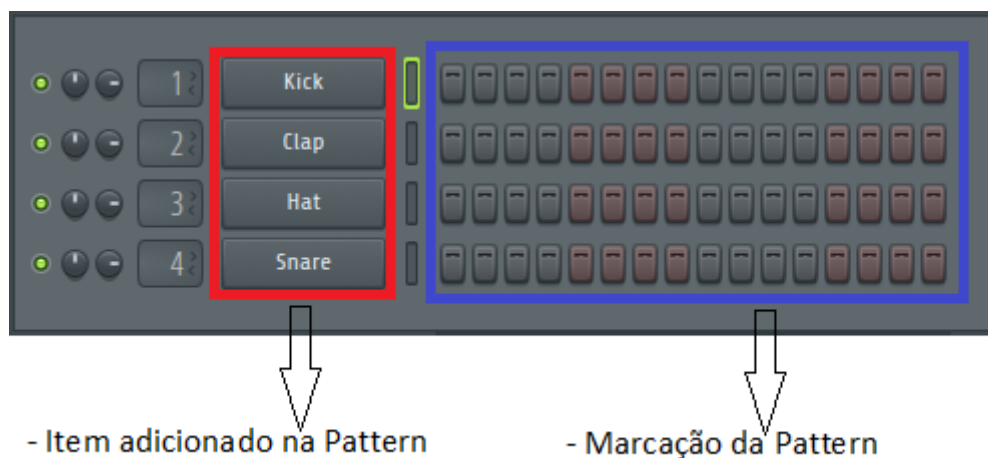 1 Kick
2 Clap
3 Hat
4 Snare
- Item adicionado na Pattern
- Marcação da Pattern